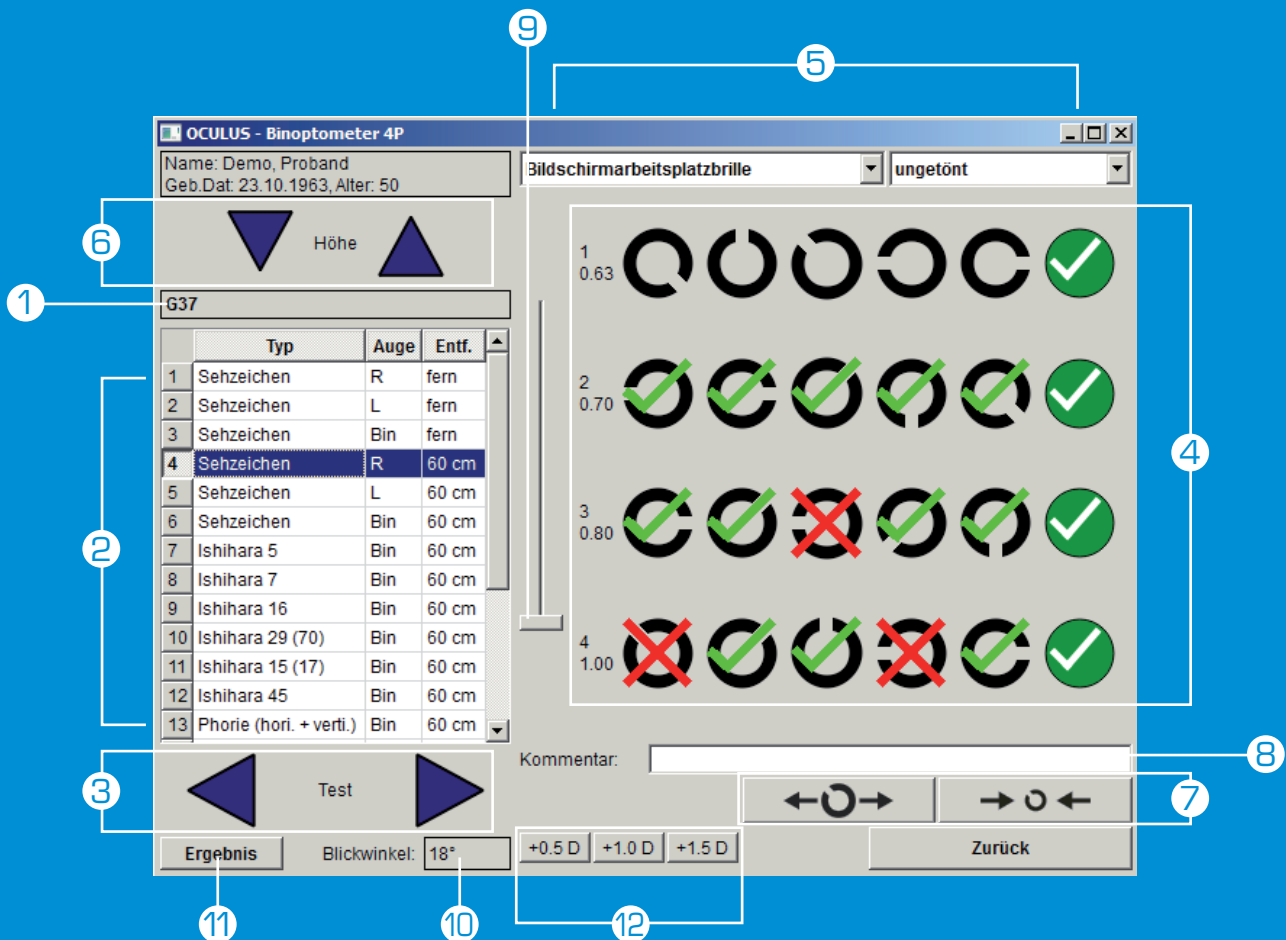 9
5
OCULUS - Binoptometer 4P
Name: Demo, Proband
Geb.Dat: 23.10.1963, Alter: 50
Bildschirmarbeitsplatzbrille
ungetönt
6
Höhe
1
G37
Typ Auge Entf.
1 Sehzeichen R fern
2 Sehzeichen L fern
3 Sehzeichen Bin fern
4 Sehzeichen R 60 cm
5 Sehzeichen L 60 cm
6 Sehzeichen Bin 60 cm
7 Ishihara 5 Bin 60 cm
8 Ishihara 7 Bin 60 cm
9 Ishihara 16 Bin 60 cm
10 Ishihara 29 (70) Bin 60 cm
11 Ishihara 15 (17) Bin 60 cm
12 Ishihara 45 Bin 60 cm
13 Phorie (hori. + verti.) Bin 60 cm
2
1
0.63
2
0.70
3
0.80
4
1.00
4
3
Test
Kommentar:
8
7
Ergebnis
Blickwinkel: 18°
+0.5 D +1.0 D +1.5 D
Zurück
11
10
12